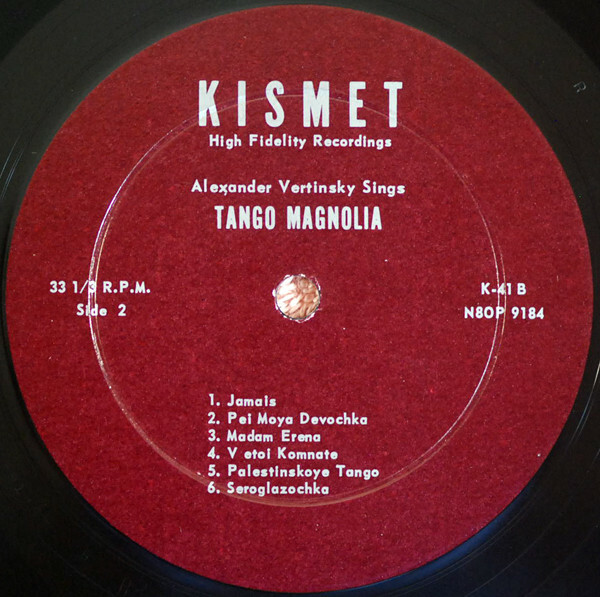 KISMET
High Fidelity Recordings
Alexander Vertinsky Sings
TANGO MAGNOLIA
33 1/3 R.P.M.
Side 2
K-41 B
N8OP 9184
1. Jamais
2. Pei Moya Devochka
3. Madam Erena
4. V etoi Komnate
5. Palestinskoye Tango
6. Seroglazochka